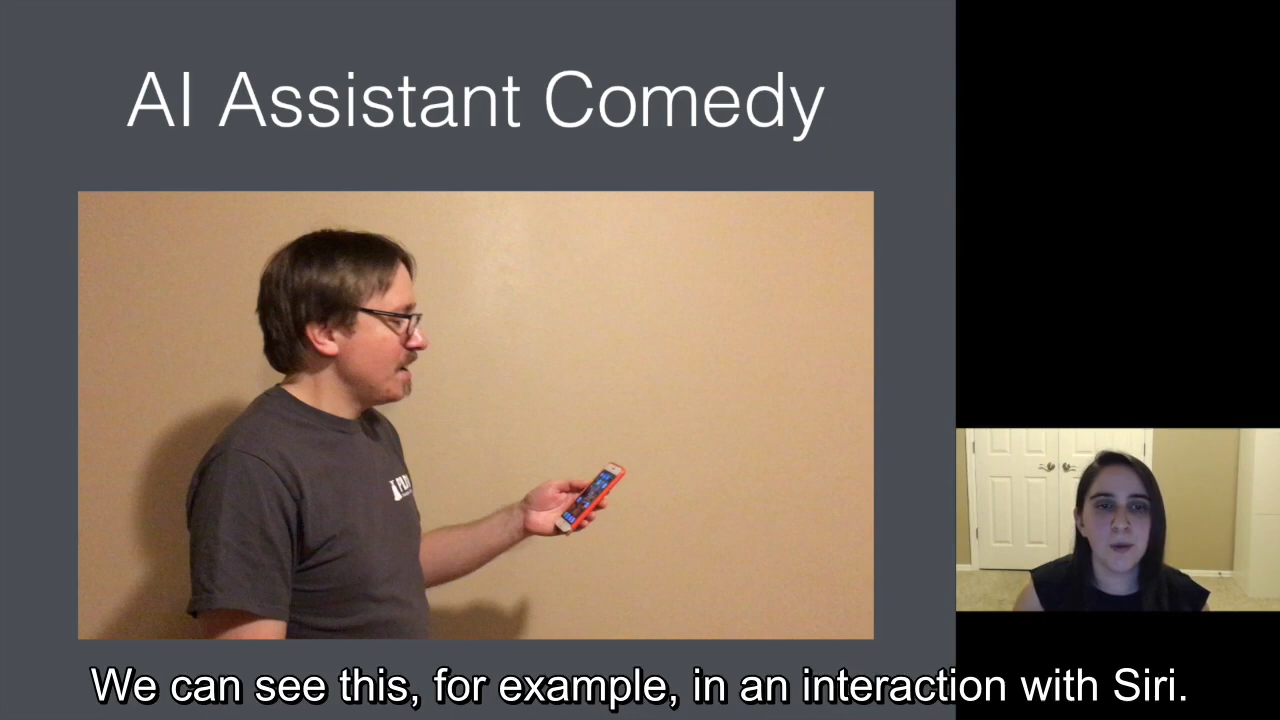 AI Assistant Comedy
We can see this, for example, in an interaction with Siri.